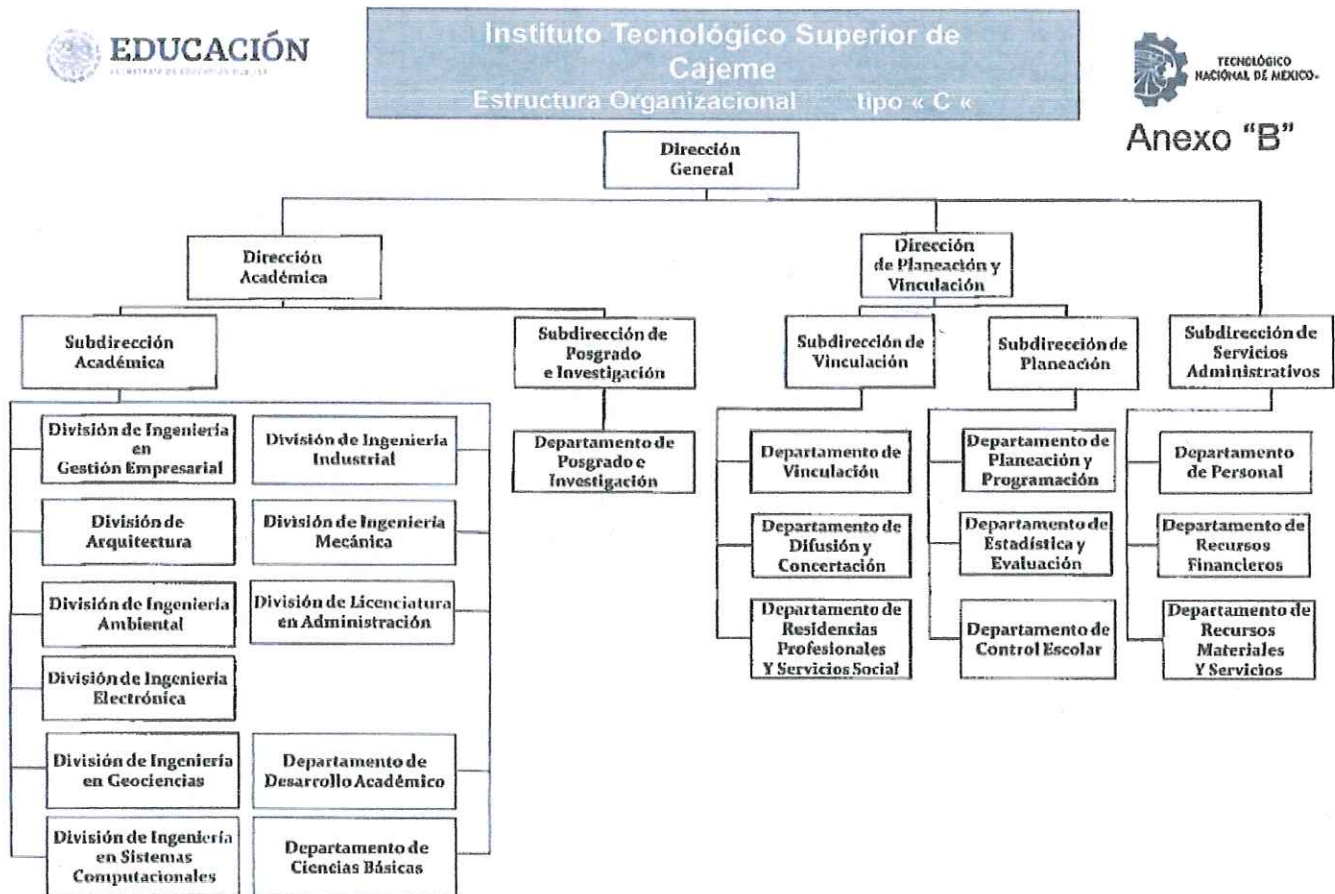 EDUCACIÓN
SECRETARÍA DE EDUCACIÓN PÚBLICA
Instituto Tecnológico Superior de
Cajeme
Estructura Organizacional tipo « C «
TECNOLÓGICO
NACIONAL DE MÉXICO.
Anexo "B"
Dirección
General
Dirección
Académica
Dirección
de Planeación y
Vinculación
Subdirección
Académica
Subdirección de
Posgrado
e Investigación
Subdirección de
Vinculación
Subdirección de
Planeación
Subdirección de
Servicios
Administrativos
División de Ingeniería
en
Gestión Empresarial
División de Ingeniería
Industrial
Departamento de
Posgrado e
Investigación
Departamento de
Vinculación
Departamento de
Planeación y
Programación
Departamento
de Personal
División de
Arquitectura
División de Ingeniería
Mecánica
Departamento de
Difusión y
Concertación
Departamento de
Estadística y
Evaluación
Departamento de
Recursos
Financieros
División de Ingeniería
Ambiental
División de Licenciatura
en Administración
Departamento de
Residencias
Profesionales
Y Servicios Social
Departamento de
Control Escolar
Departamento de
Recursos
Materiales
Y Servicios
División de Ingeniería
Electrónica
División de Ingeniería
en Geociencias
Departamento de
Desarrollo Académico
División de Ingeniería
en Sistemas
Computacionales
Departamento de
Ciencias Básicas